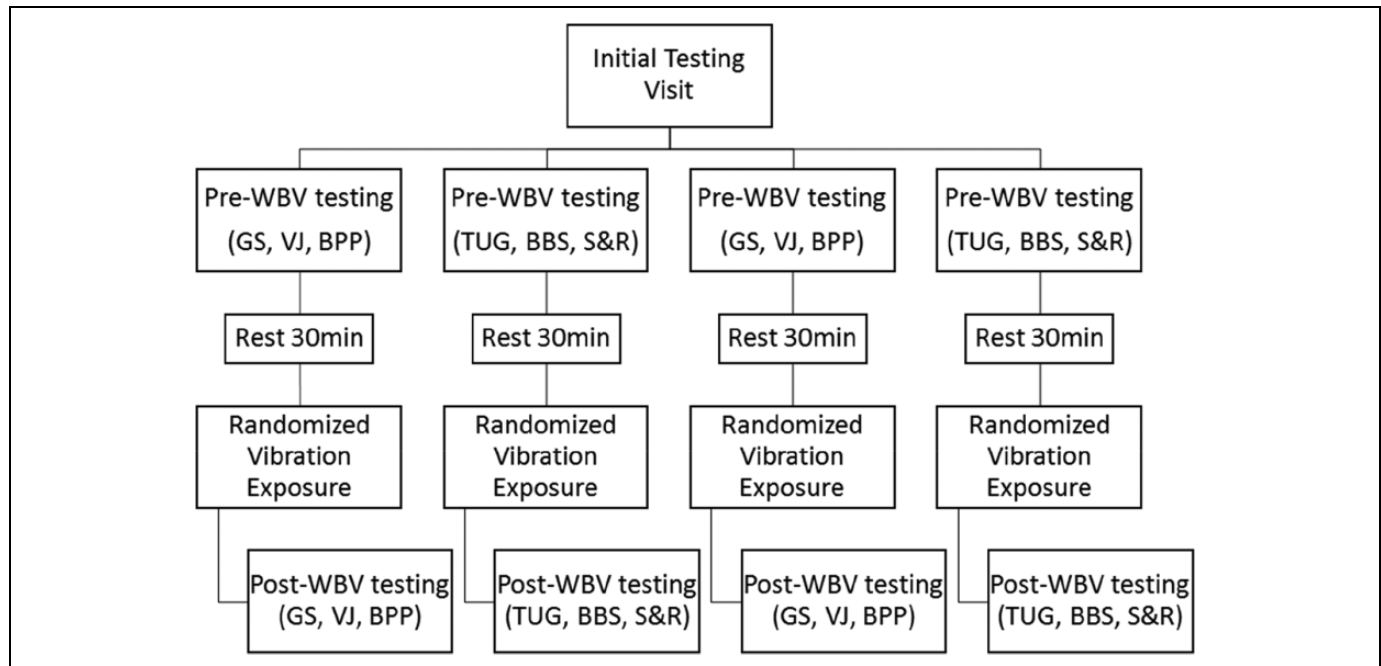 Initial Testing
Visit
Pre-WBV testing
(GS, VJ, BPP)
Pre-WBV testing
(TUG, BBS, S&R)
Pre-WBV testing
(GS, VJ, BPP)
Pre-WBV testing
(TUG, BBS, S&R)
Rest 30min
Rest 30min
Rest 30min
Rest 30min
Randomized
Vibration
Exposure
Randomized
Vibration
Exposure
Randomized
Vibration
Exposure
Randomized
Vibration
Exposure
Post-WBV testing
(GS, VJ, BPP)
Post-WBV testing
(TUG, BBS, S&R)
Post-WBV testing
(GS, VJ, BPP)
Post-WBV testing
(TUG, BBS, S&R)